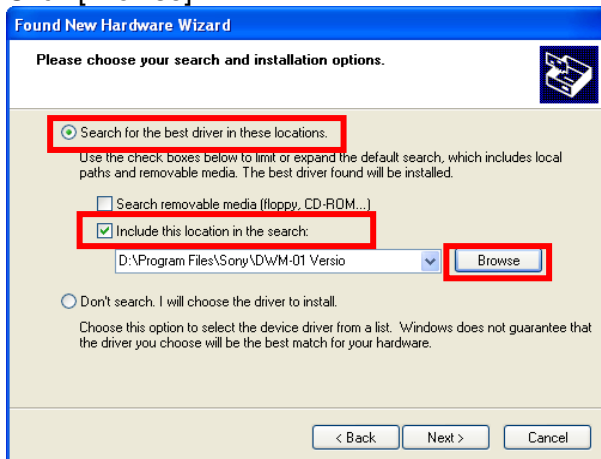 Found New Hardware Wizard
Please choose your search and installation options.
Search for the best driver in these locations.
Use the check boxes below to limit or expand the default search, which includes local
paths and removable media. The best driver found will be installed.
Search removable media (floppy, CD-ROM...)
Include this location in the search:
D:\Program Files\Sony\DWM-01 Versio
Browse
Don't search. I will choose the driver to install.
Choose this option to select the device driver from a list. Windows does not guarantee that
the driver you choose will be the best match for your hardware.
< Back Next > Cancel